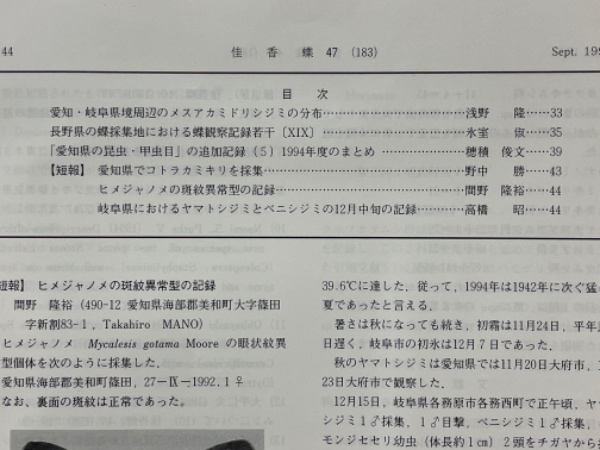 44
佳香蝶 47 (183)
Sept. 199
目 次
愛知・岐阜県境周辺のメスアカミドリシジミの分布……浅野 隆……33
長野県の蝶採集地における蝶観察記録若干〔XIX〕……氷室 俶……35
「愛知県の昆虫・甲虫目」の追加記録（5）1994年度のまとめ……穂積 俊文……39
【短報】 愛知県でコトラカミキリを採集……野中 勝……43
ヒメジャノメの斑紋異常型の記録……間野 隆裕……44
岐阜県におけるヤマトシジミとベニシジミの12月中旬の記録……高橋 昭……44
短報】 ヒメジャノメの斑紋異常型の記録
間野 隆裕（490-12 愛知県海部郡美和町大字篠田
字新割83-1，Takahiro MANO）
ヒメジャノメ Mycalesis gotama Moore の眼状紋異
型個体を次のように採集した．
愛知県海部郡美和町篠田，27-Ⅸ-1992．1♀
なお、裏面の斑紋は正常であった。
39.6℃に達した．従って，1994年は1942年に次ぐ猛
夏であったと言える．
暑さは秋になっても続き，初霜は11月24日，平年
日遅く，岐阜市の初氷は12月7日であった．
秋のヤマトシジミは愛知県では11月20日大府市，
23日大府市で観察した．
12月15日，岐阜県各務原市各務西町で正午頃，ヤ
シジミ1♂採集，1♂目撃，ベニシジミ1♂採集，
モンジセセリ幼虫（体長約1cm）2頭をチガヤから